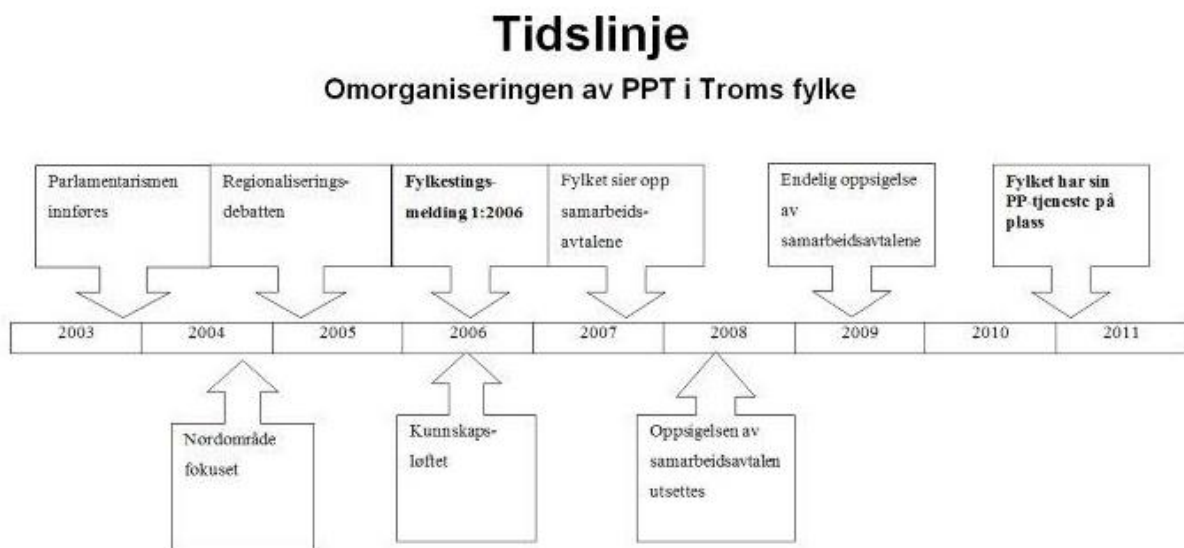 Tidslinje
Omorganiseringen av PPT i Troms fylke
Parlamentarismen
innføres
Regionaliserings-
debatten
Fylkestings-
melding 1:2006
Fylket sier opp
samarbeids-
avtalene
Endelig oppsigelse
av
samarbeidsavtalene
Fylket har sin
PP-tjeneste på
plass
2003 2004 2005 2006 2007 2008 2009 2010 2011
Nordområde
fokuset
Kunnskaps-
løftet
Oppsigelsen av
samarbeidsavtalen
utsettes